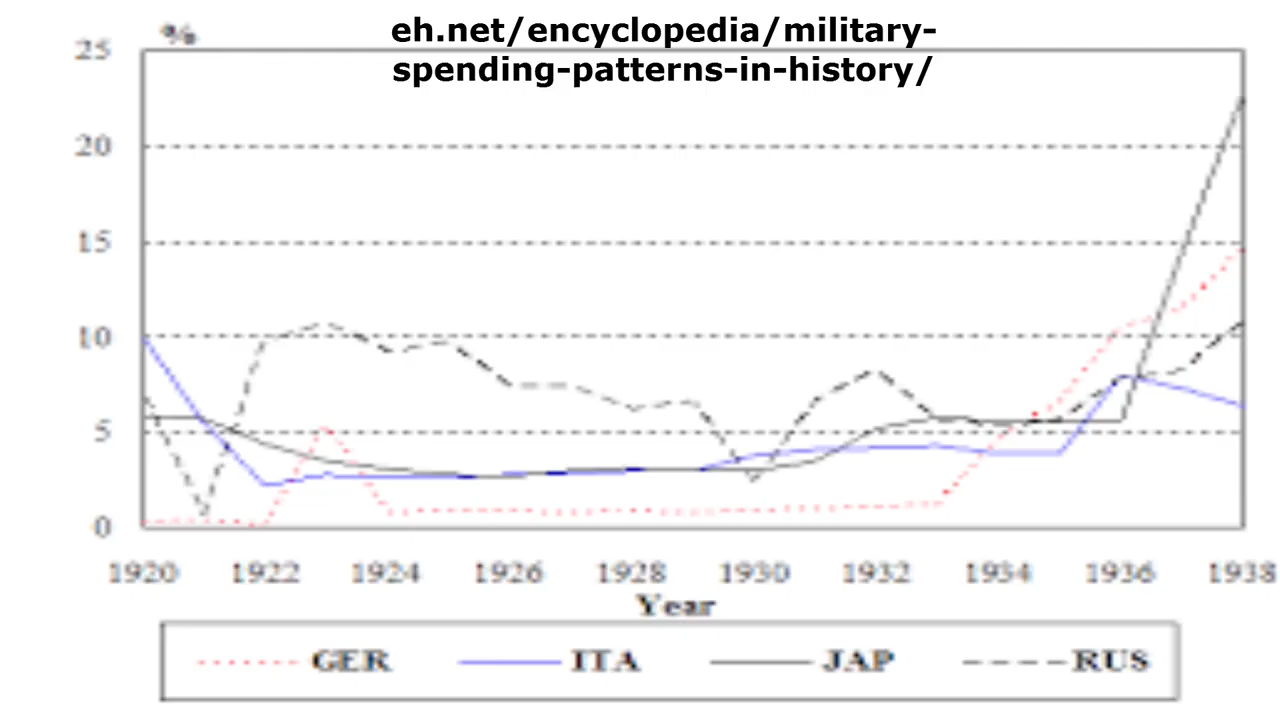 %
eh.net/encyclopedia/military-
spending-patterns-in-history/
25
20
15
10
5
0
1920 1922 1924 1926 1928 1930 1932 1934 1936 1938
Year
GER ITA JAP RUS